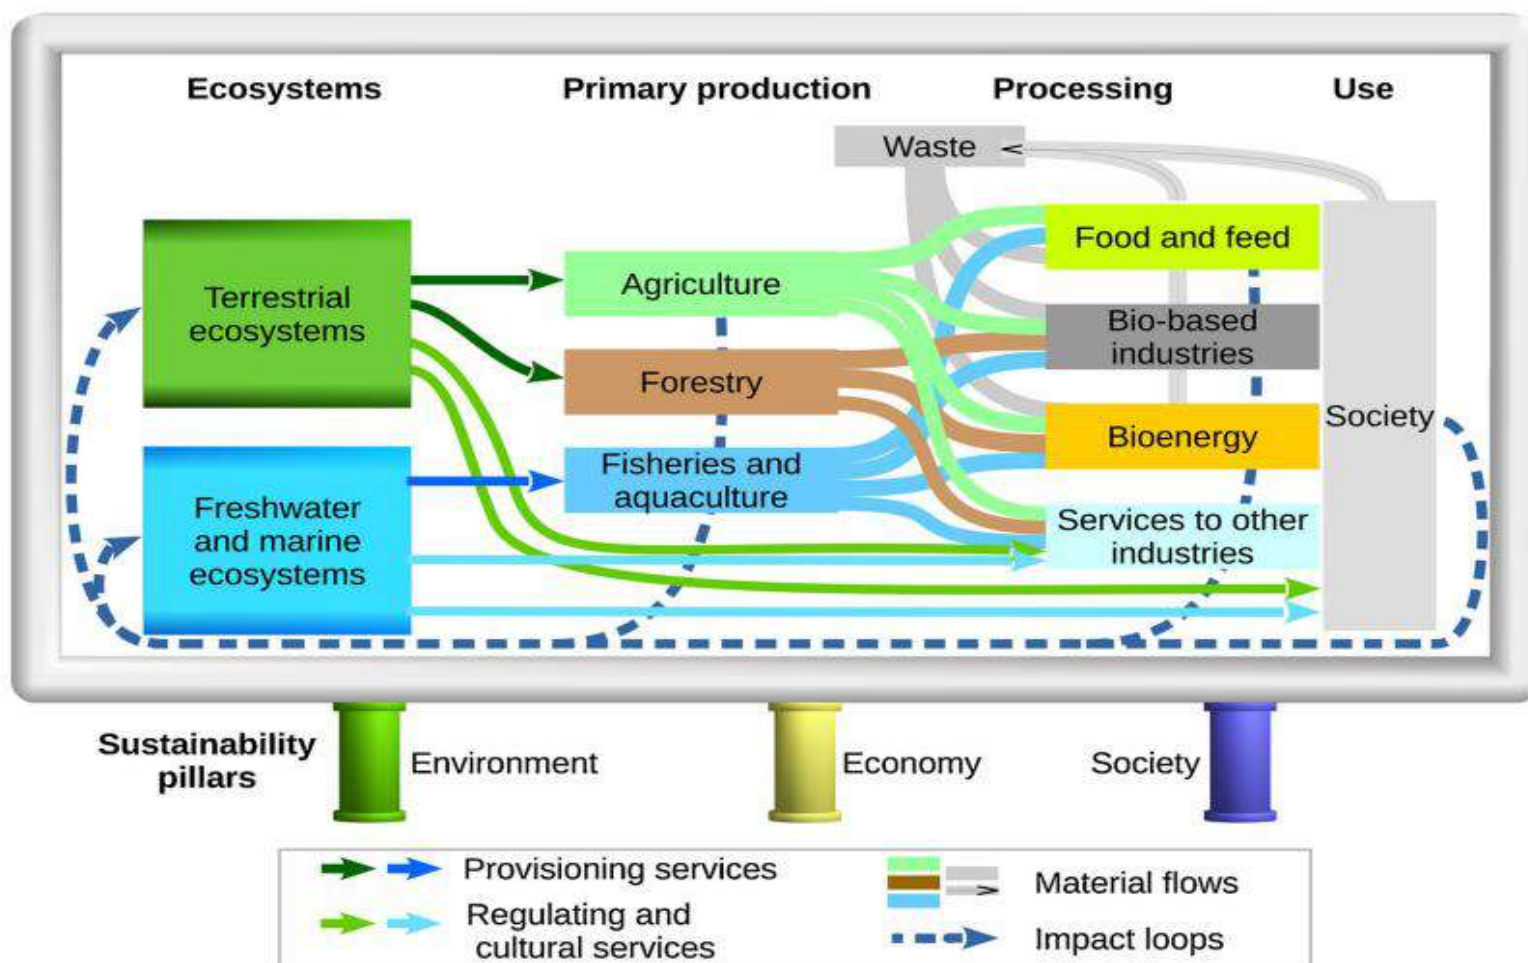 Ecosystems
Primary production
Processing
Use
Waste
Terrestrial
ecosystems
Agriculture
Food and feed
Forestry
Bio-based
industries
Fisheries and
aquaculture
Bioenergy
Society
Freshwater
and marine
ecosystems
Services to other
industries
Sustainability
pillars
Environment
Economy
Society
Provisioning services
Regulating and
cultural services
Material flows
Impact loops